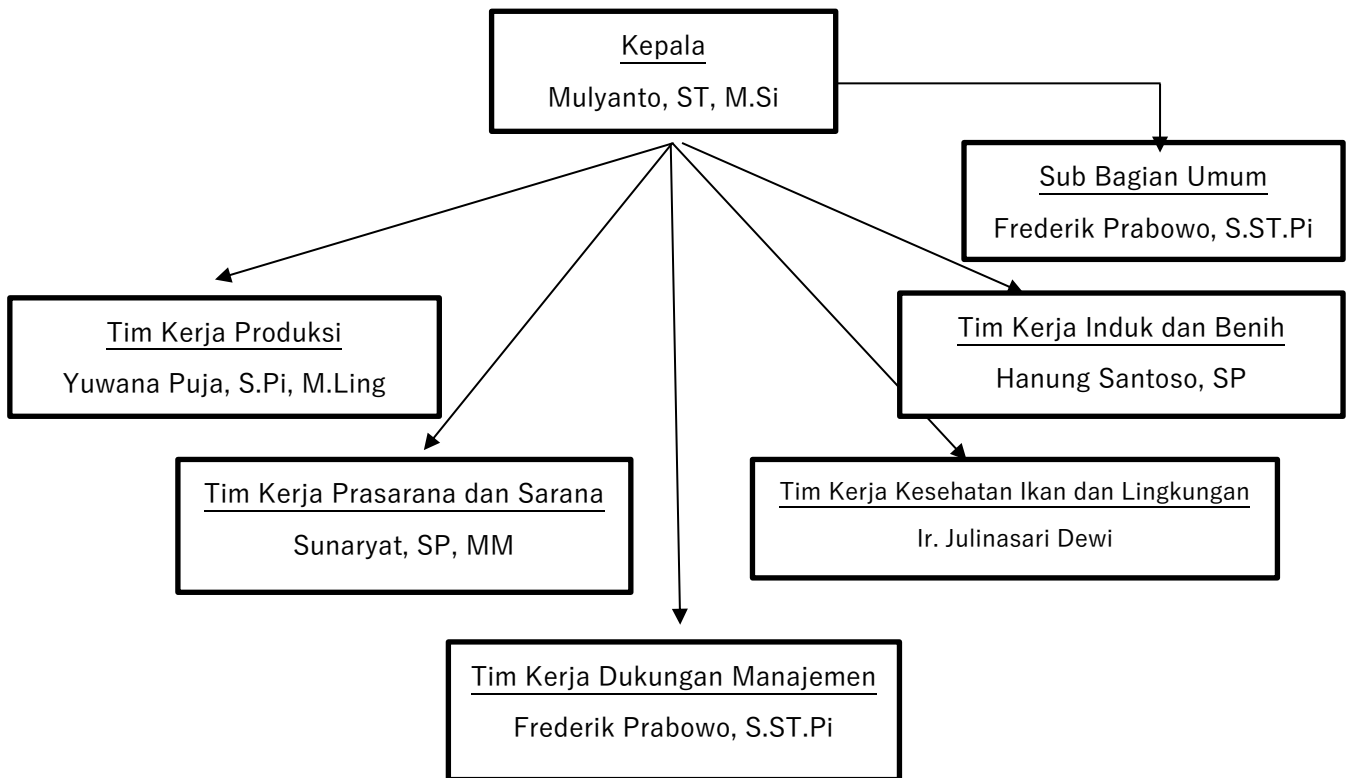 Kepala
Mulyanto, ST, M.Si
Sub Bagian Umum
Frederik Prabowo, S.ST.Pi
Tim Kerja Produksi
Yuwana Puja, S.Pi, M.Ling
Tim Kerja Induk dan Benih
Hanung Santoso, SP
Tim Kerja Prasarana dan Sarana
Sunaryat, SP, MM
Tim Kerja Kesehatan Ikan dan Lingkungan
Ir. Julinasari Dewi
Tim Kerja Dukungan Manajemen
Frederik Prabowo, S.ST.Pi